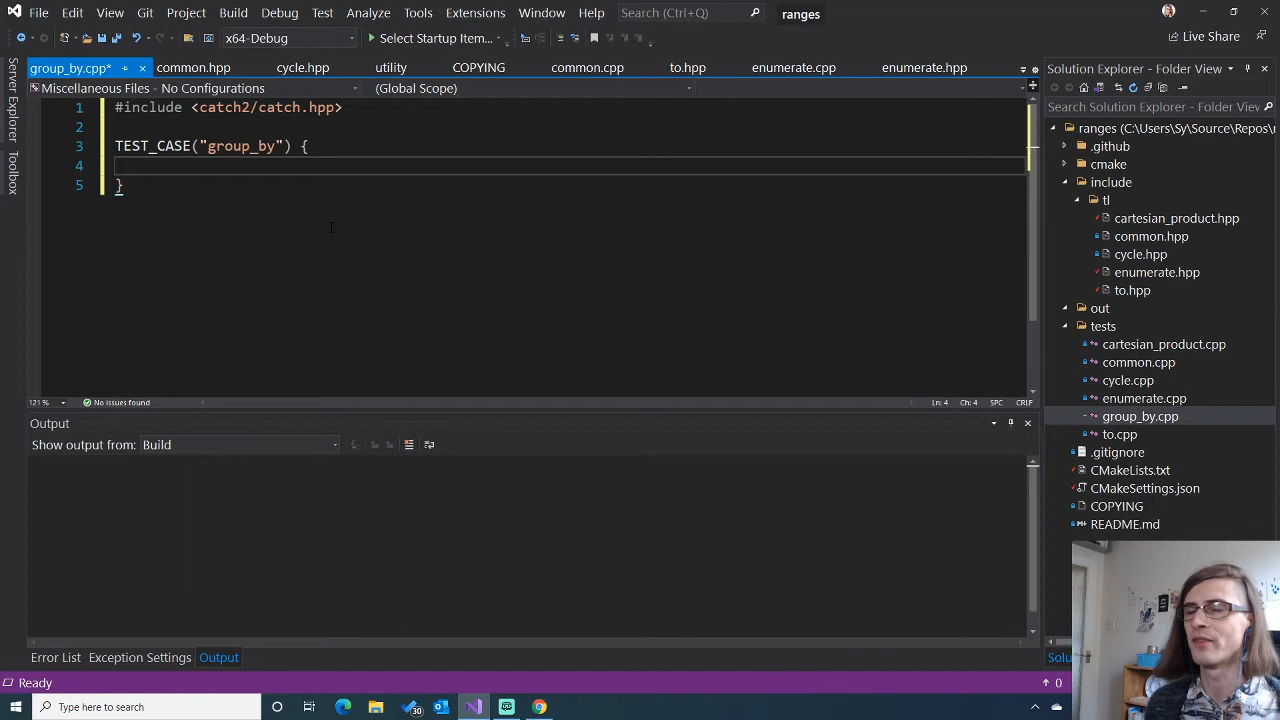 File Edit View Git Project Build Debug Test Analyze Tools Extensions Window Help Search (Ctrl+Q) ranges
x64-Debug Select Startup Item... Live Share
group_by.cpp* common.hpp cycle.hpp utility COPYING common.cpp to.hpp enumerate.cpp enumerate.hpp
Miscellaneous Files - No Configurations (Global Scope)
1 #include <catch2/catch.hpp>
2
3 TEST_CASE("group_by") {
4
5 }
121 % No issues found Ln: 4 Ch: 4 SPC CRLF
Output
Show output from: Build
Error List Exception Settings Output
Ready
Server Explorer
Toolbox
Solution Explorer - Folder View
Search Solution Explorer - Folder View
ranges (C:\Users\Sy\Source\Repos\r
.github
cmake
include
tl
cartesian_product.hpp
common.hpp
cycle.hpp
enumerate.hpp
to.hpp
out
tests
cartesian_product.cpp
common.cpp
cycle.cpp
enumerate.cpp
group_by.cpp
to.cpp
.gitignore
CMakeLists.txt
CMakeSettings.json
COPYING
README.md
Solu
0
Type here to search
30